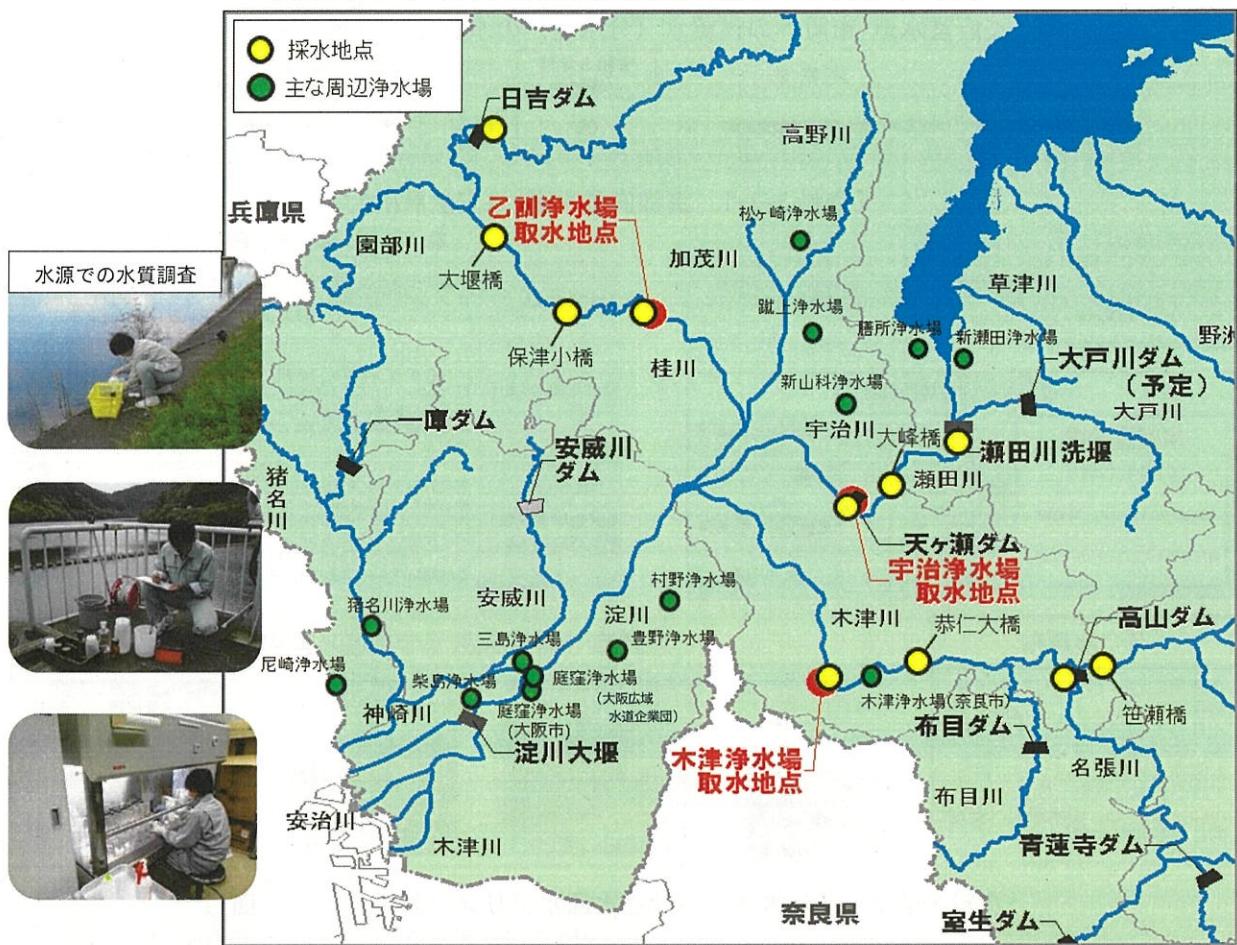 採水地点
主な周辺浄水場
日吉ダム
高野川
兵庫県
乙訓浄水場
取水地点
松ヶ崎浄水場
園部川
加茂川
水源での水質調査
大堰橋
草津川
蹴上浄水場
膳所浄水場
新瀬田浄水場
野洲
保津小橋
桂川
大戸川ダム
(予定)
新山科浄水場
大戸川
宇治川
大峰橋
一庫ダム
安威川
ダム
瀬田川洗堰
瀬田川
猪名川
天ヶ瀬ダム
宇治浄水場
取水地点
村野浄水場
安威川
淀川
木津川
恭仁大橋
高山ダム
猪名川浄水場
三島浄水場
豊野浄水場
尼崎浄水場
柴島浄水場
庭窪浄水場
(大阪広域
水道企業団)
木津浄水場(奈良市)
笹瀬橋
神崎川
庭窪浄水場
(大阪市)
布目ダム
淀川大堰
木津浄水場
取水地点
名張川
布目川
安治川
木津川
青蓮寺ダム
奈良県
室生ダム